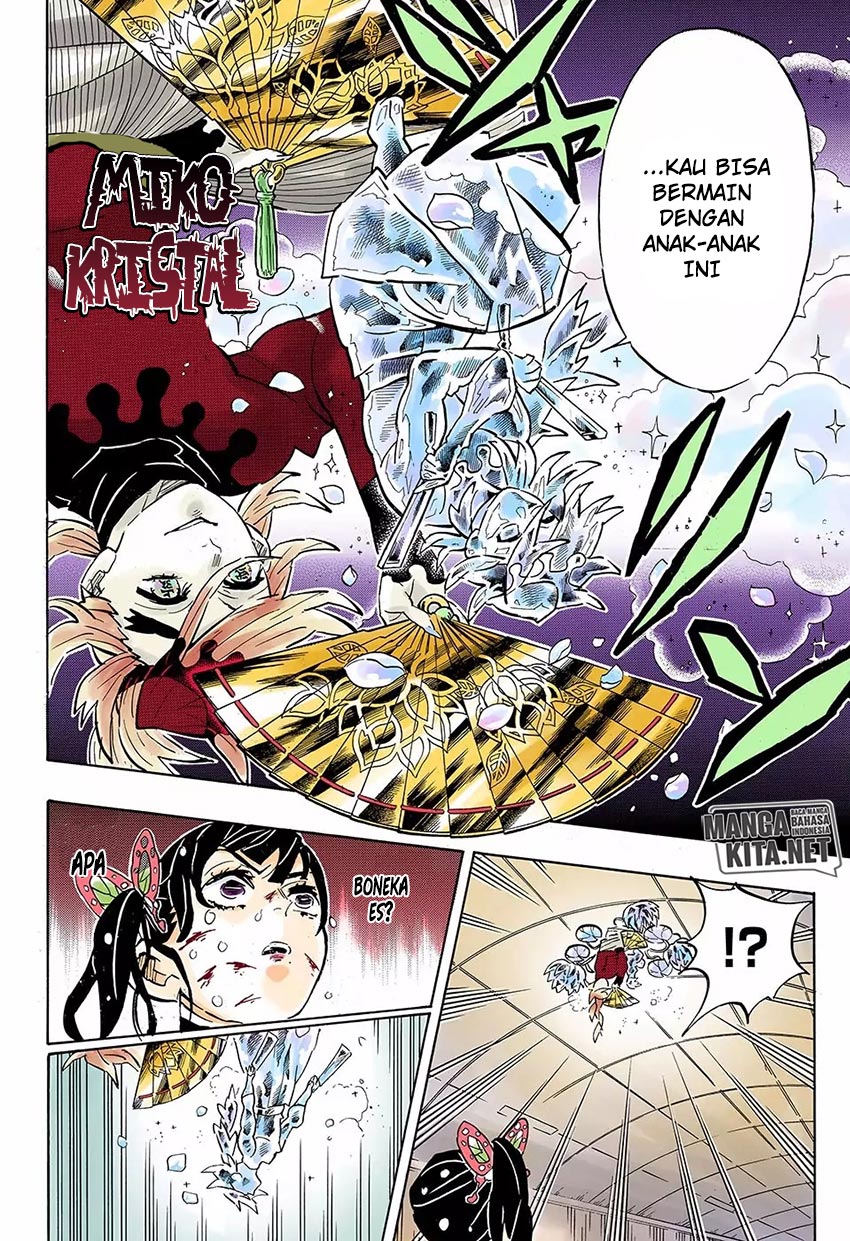 ...KAU BISA
BERMAIN
DENGAN
ANAK-ANAK
INI
MIKO
KRISTAL
BACA MANGA
MANGA BAHASA
INDONESIA
KITA.NET
!?
APA
BONEKA
ES?